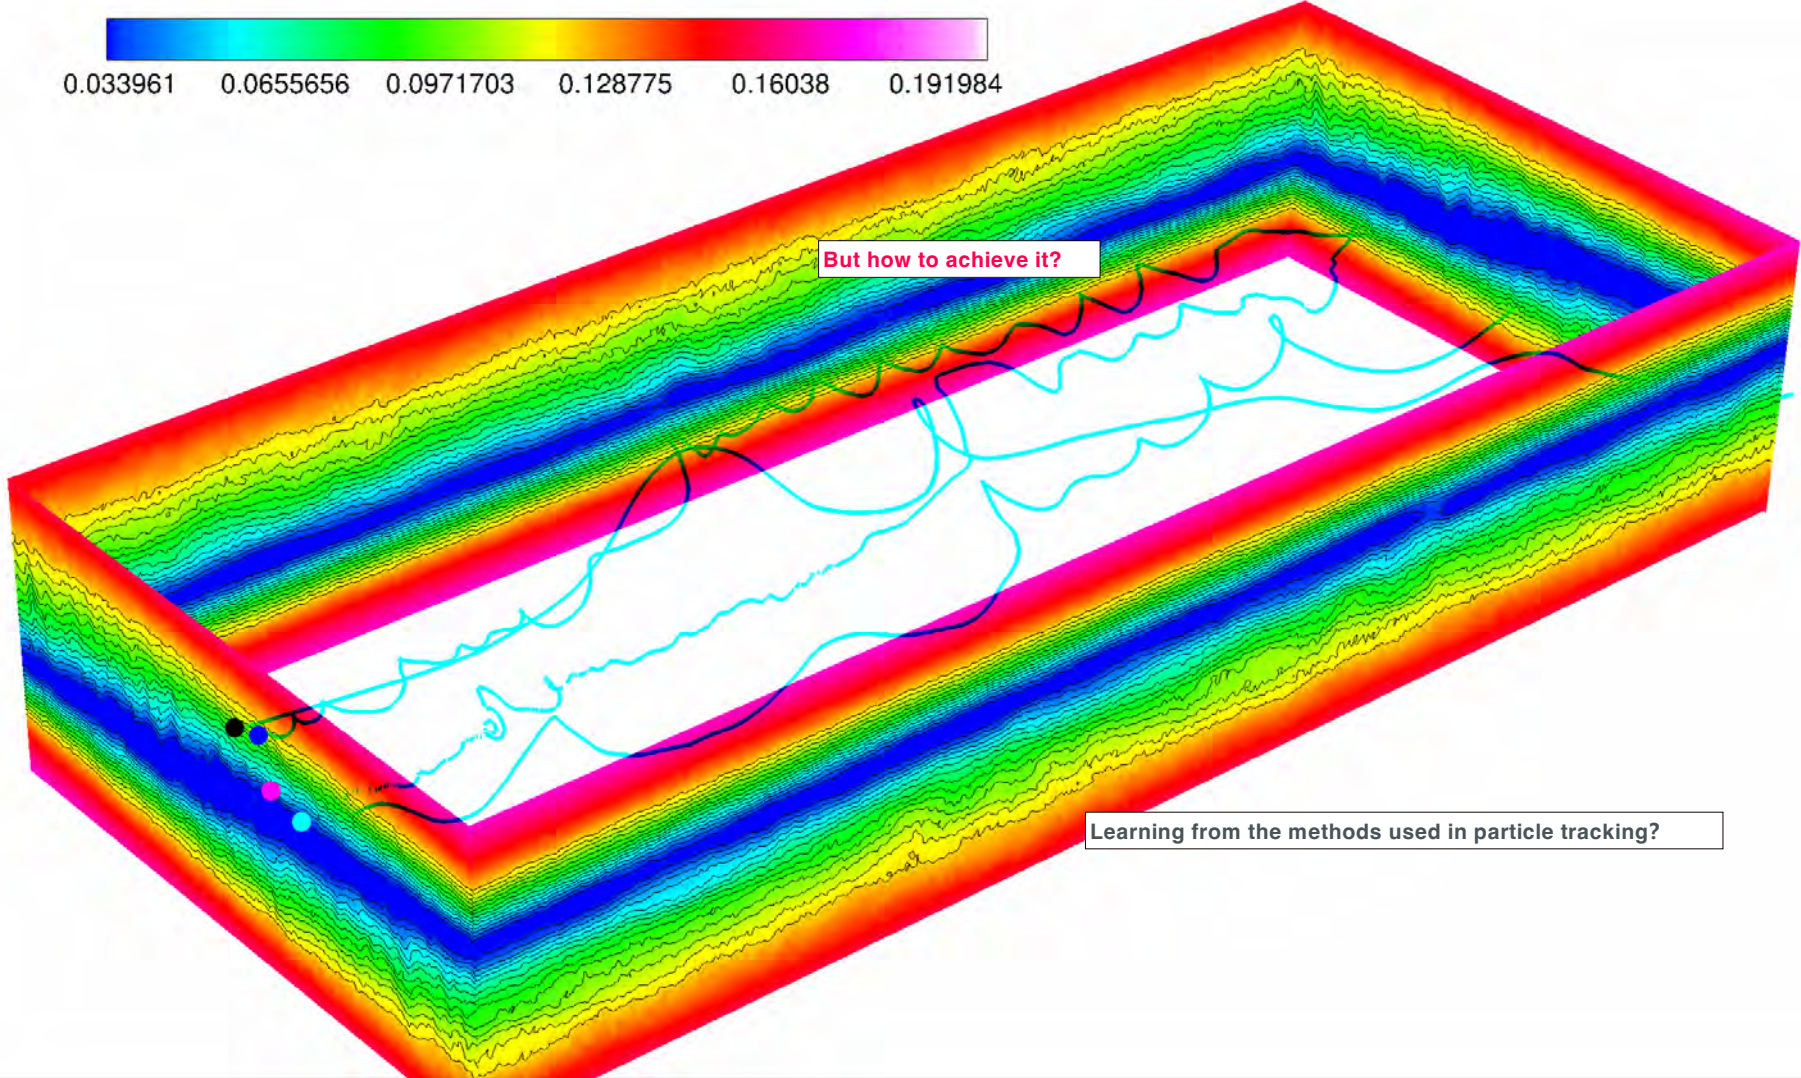 0.033961 0.0655656 0.0971703 0.128775 0.16038 0.191984
But how to achieve it?
Learning from the methods used in particle tracking?